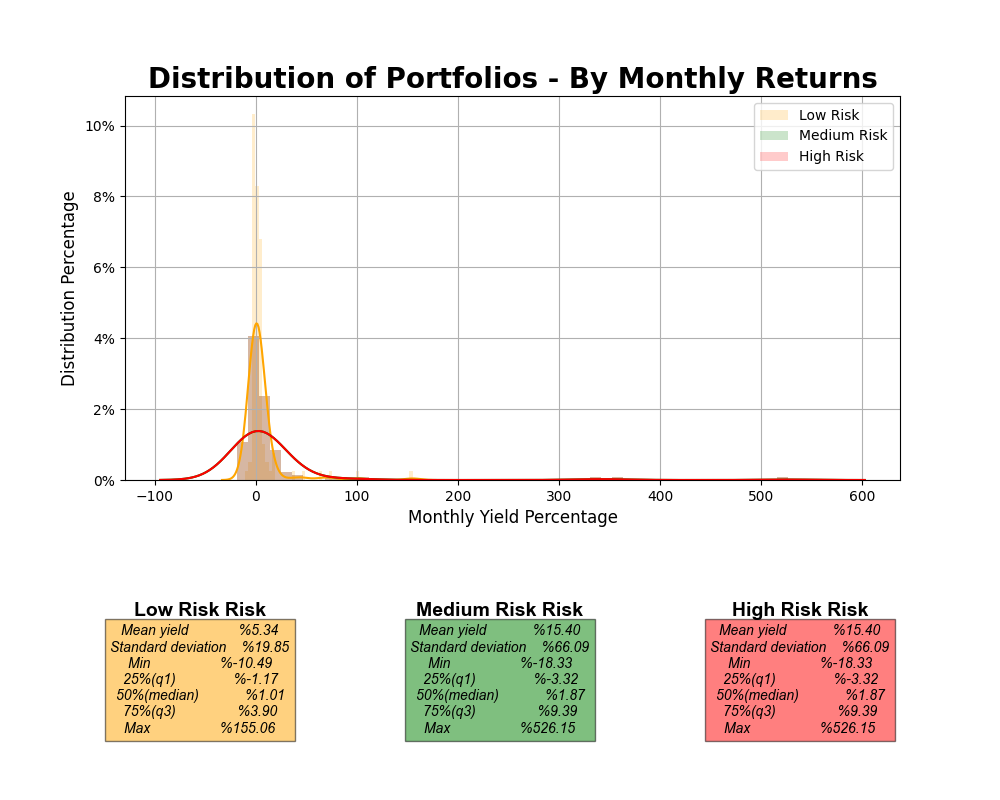 Distribution of Portfolios - By Monthly Returns
Low Risk
Medium Risk
High Risk
Distribution Percentage
10%
8%
6%
4%
2%
0%
−100 0 100 200 300 400 500 600
Monthly Yield Percentage
Low Risk Risk
Mean yield %5.34
Standard deviation %19.85
Min %-10.49
25%(q1) %-1.17
50%(median) %1.01
75%(q3) %3.90
Max %155.06
Medium Risk Risk
Mean yield %15.40
Standard deviation %66.09
Min %-18.33
25%(q1) %-3.32
50%(median) %1.87
75%(q3) %9.39
Max %526.15
High Risk Risk
Mean yield %15.40
Standard deviation %66.09
Min %-18.33
25%(q1) %-3.32
50%(median) %1.87
75%(q3) %9.39
Max %526.15